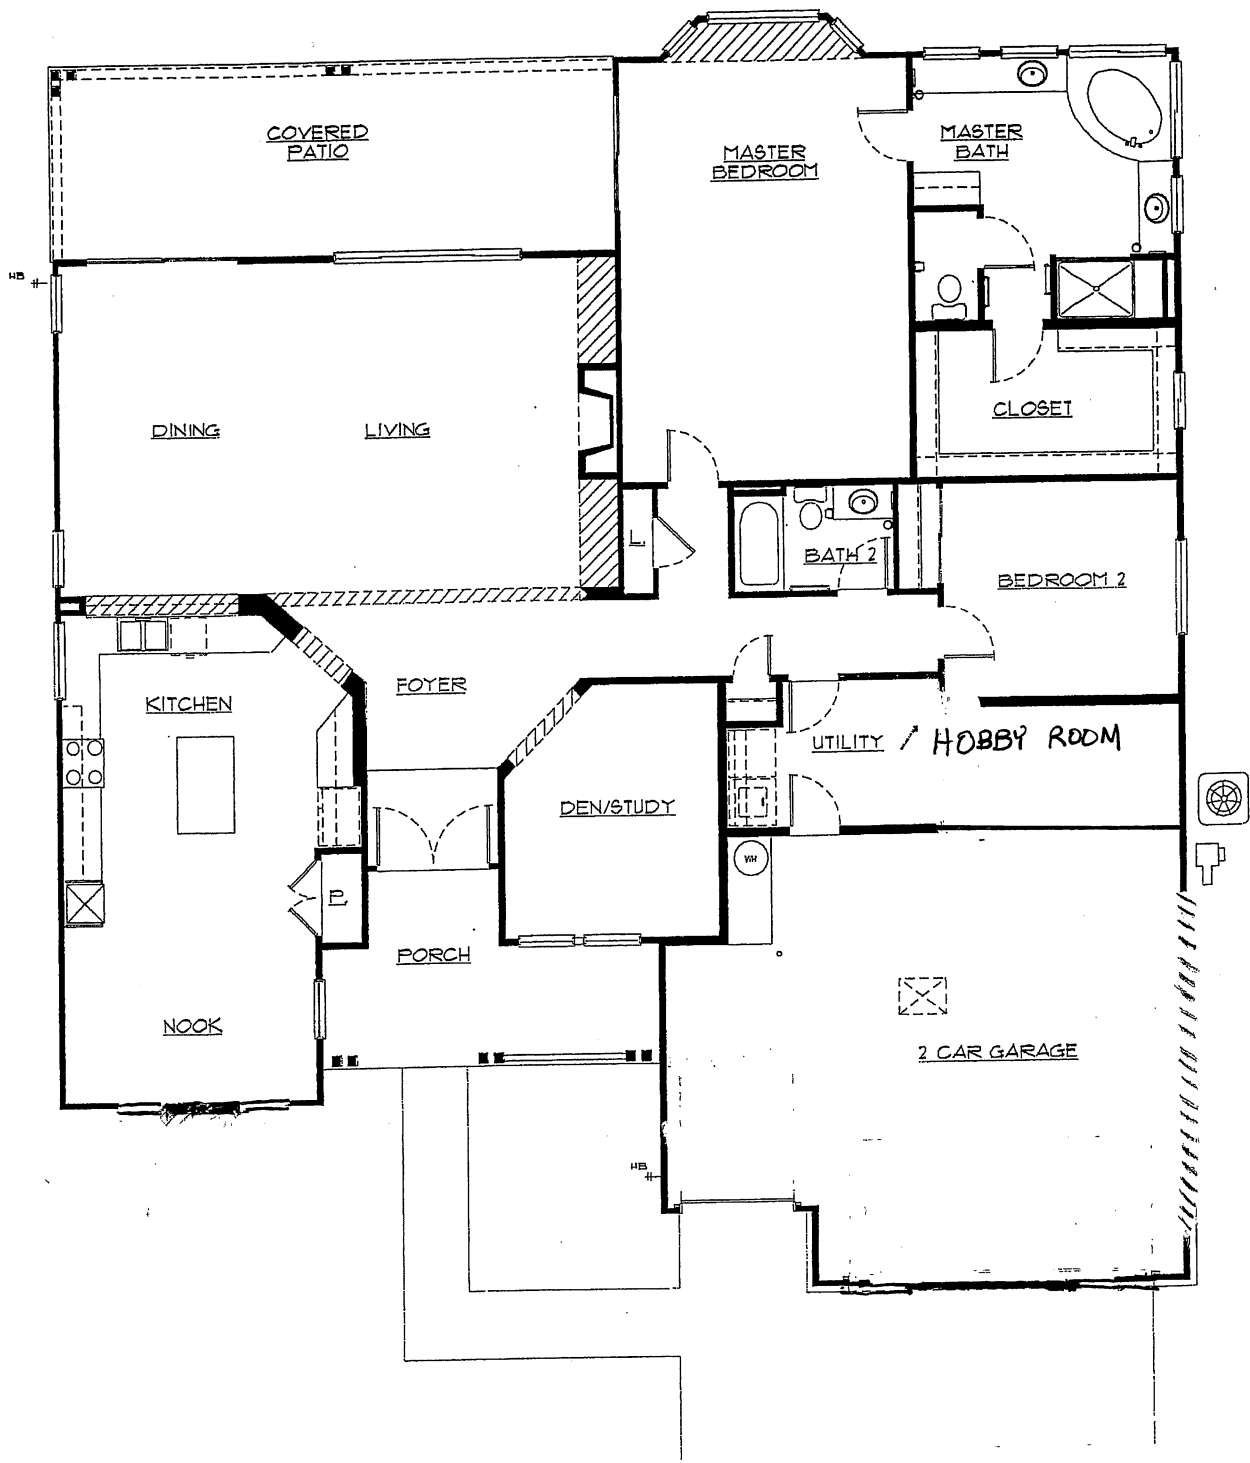 COVERED
PATIO
MASTER
BEDROOM
MASTER
BATH
HB
DINING
LIVING
CLOSET
L.
BATH 2
BEDROOM 2
KITCHEN
FOYER
UTILITY / HOBBY ROOM
DEN/STUDY
WH
P.
PORCH
NOOK
2 CAR GARAGE
HB